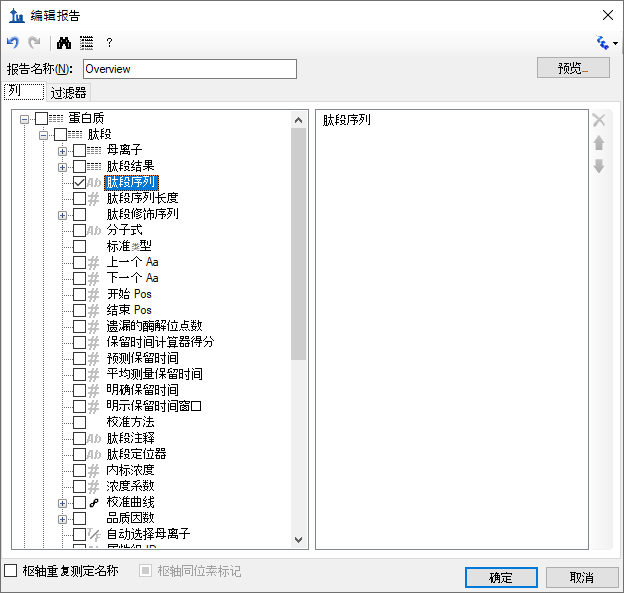 编辑报告
?
报告名称(N):
Overview
预览...
列
过滤器
蛋白质
肽段
母离子
肽段结果
Ab 肽段序列
# 肽段序列长度
肽段修饰序列
Ab 分子式
标准类型
# 上一个 Aa
# 下一个 Aa
# 开始 Pos
# 结束 Pos
# 遗漏的酶解位点数
# 保留时间计算器得分
# 预测保留时间
# 平均测量保留时间
# 明确保留时间
# 明示保留时间窗口
校准方法
Ab 肽段注释
Ab 肽段定位器
# 内标浓度
# 浓度系数
校准曲线
品质因数
T/F 自动选择母离子
肽段序列
枢轴重复测定名称
枢轴同位素标记
确定
取消